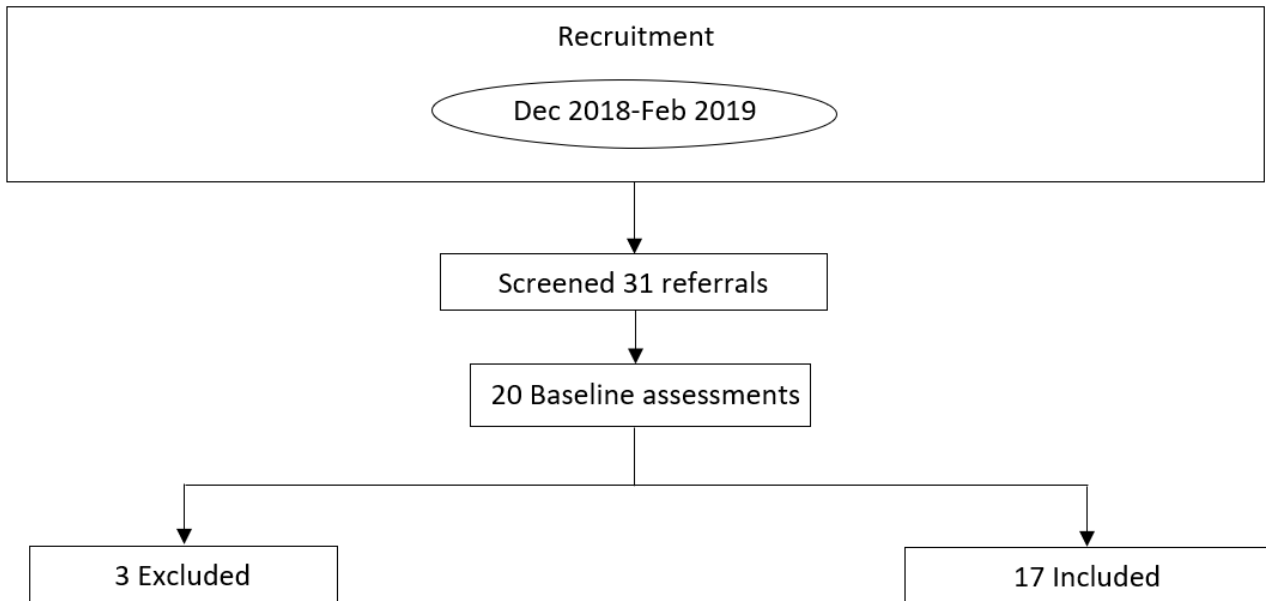 Recruitment
Dec 2018-Feb 2019
Screened 31 referrals
20 Baseline assessments
3 Excluded
17 Included